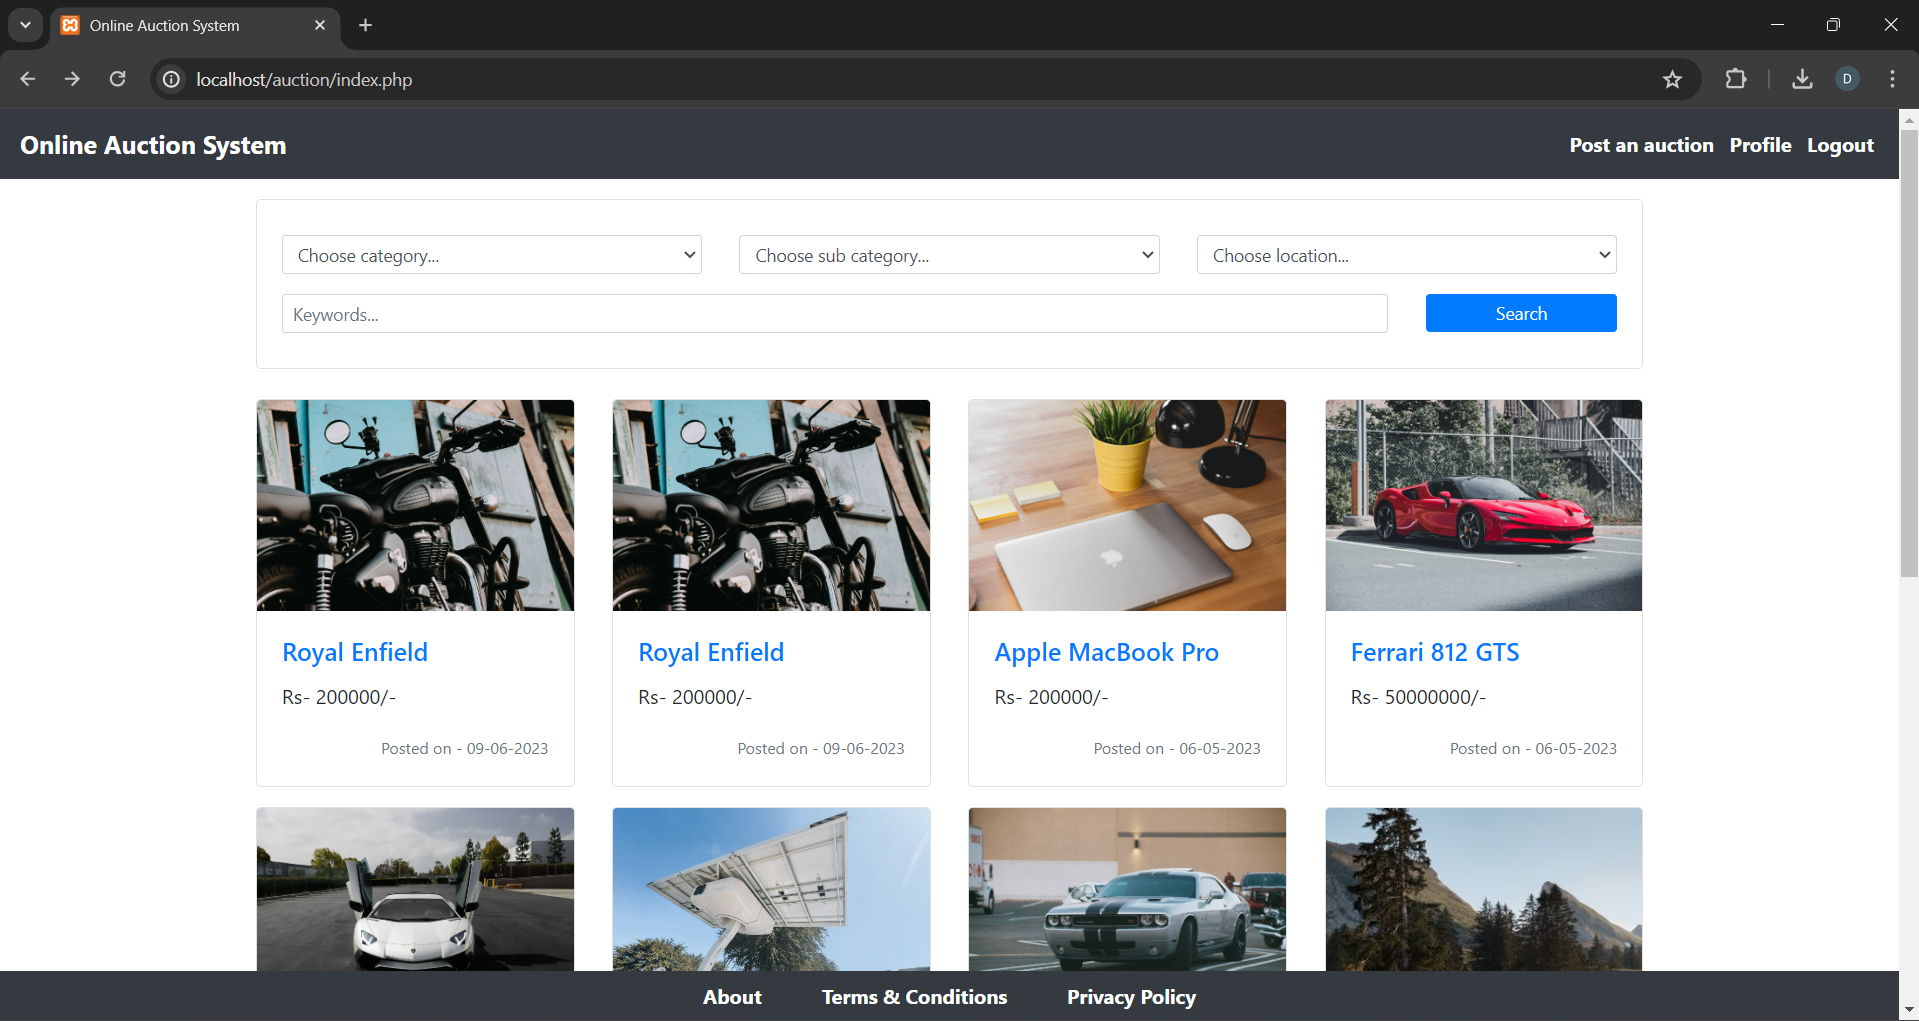 Online Auction System
localhost/auction/index.php
D
Online Auction System
Post an auction Profile Logout
Choose category...
Choose sub category...
Choose location...
Keywords...
Search
Royal Enfield
Rs- 200000/-
Posted on - 09-06-2023
Royal Enfield
Rs- 200000/-
Posted on - 09-06-2023
Apple MacBook Pro
Rs- 200000/-
Posted on - 06-05-2023
Ferrari 812 GTS
Rs- 50000000/-
Posted on - 06-05-2023
About Terms & Conditions Privacy Policy